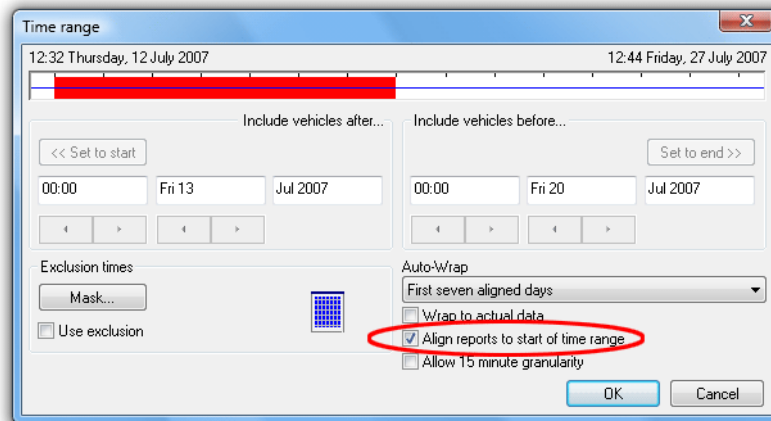 Time range
12:32 Thursday, 12 July 2007 12:44 Friday, 27 July 2007
Include vehicles after...
<< Set to start
00:00 Fri 13 Jul 2007
Include vehicles before...
Set to end >>
00:00 Fri 20 Jul 2007
Exclusion times
Mask...
Use exclusion
Auto-Wrap
First seven aligned days
Wrap to actual data
Align reports to start of time range
Allow 15 minute granularity
OK Cancel